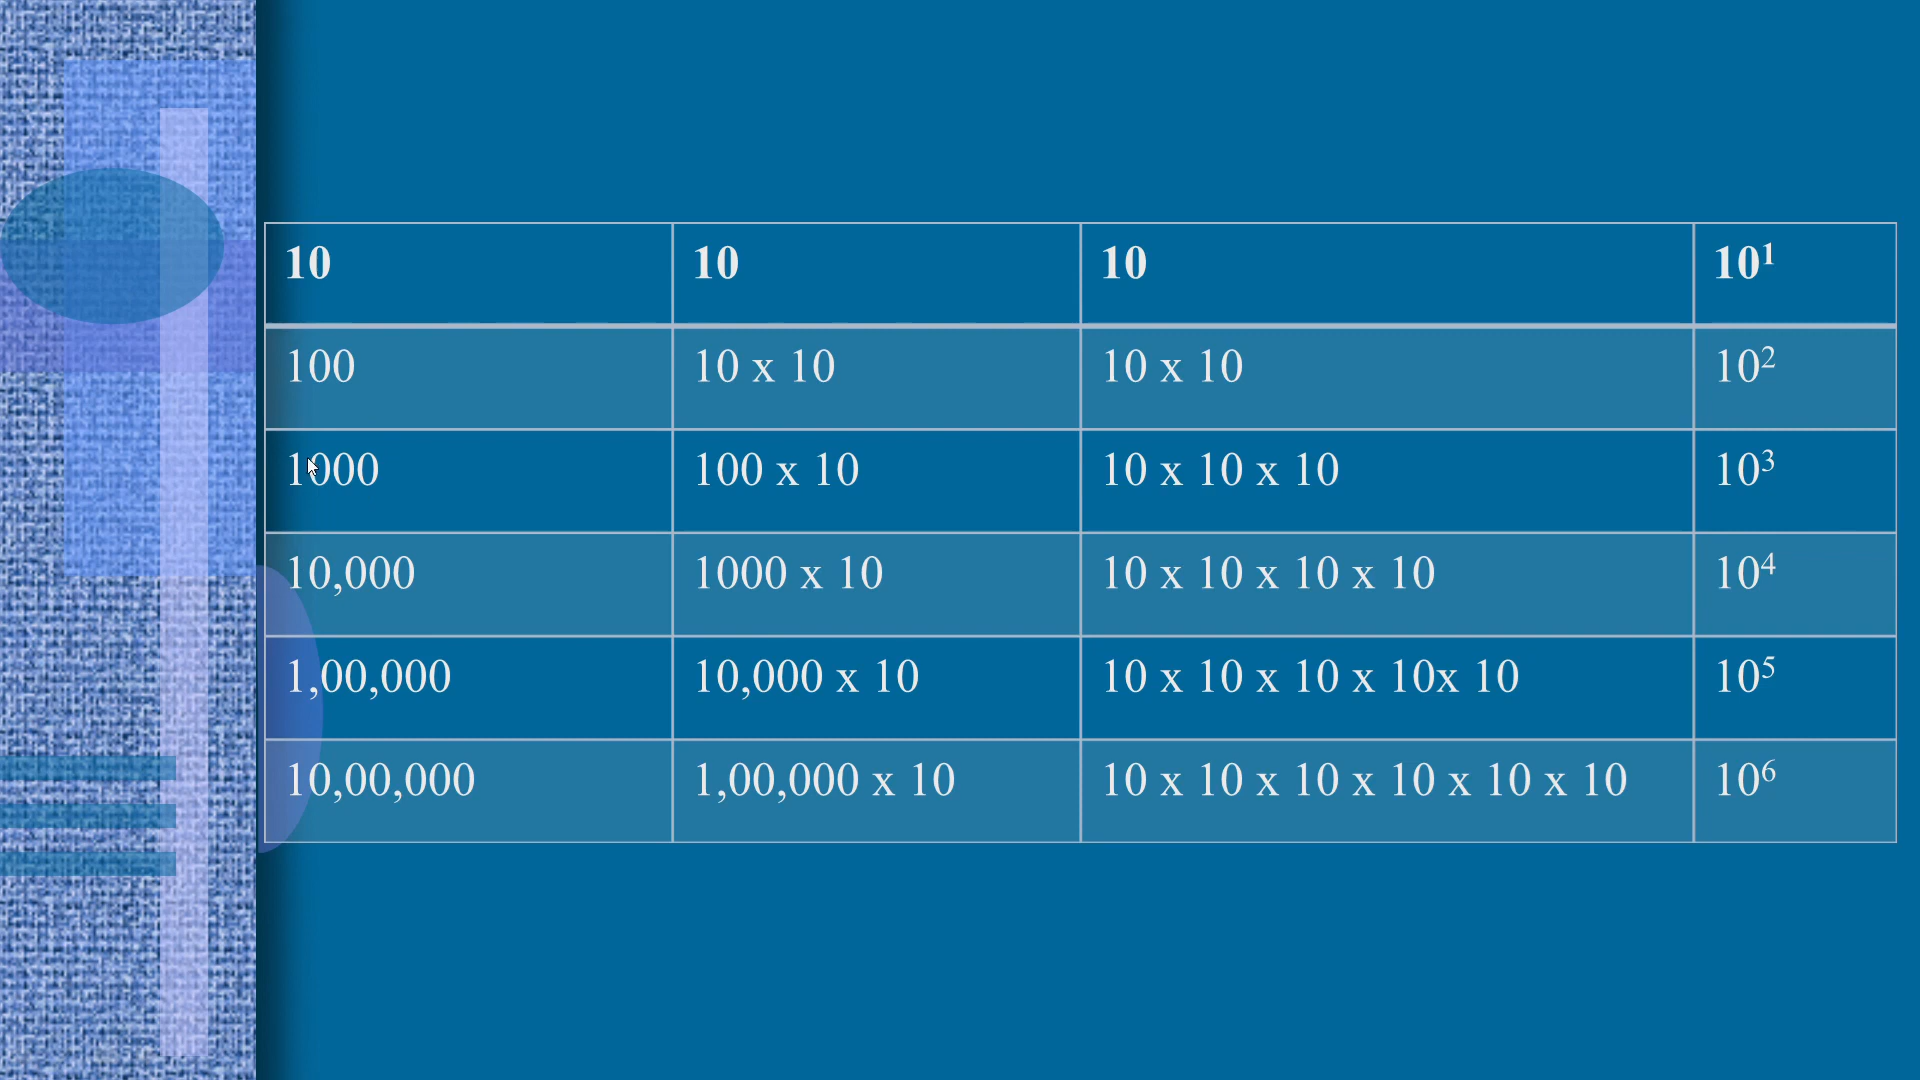 10 10 10 10¹
100 10 x 10 10 x 10 10²
1000 100 x 10 10 x 10 x 10 10³
10,000 1000 x 10 10 x 10 x 10 x 10 10⁴
1,00,000 10,000 x 10 10 x 10 x 10 x 10x 10 10⁵
10,00,000 1,00,000 x 10 10 x 10 x 10 x 10 x 10 x 10 10⁶